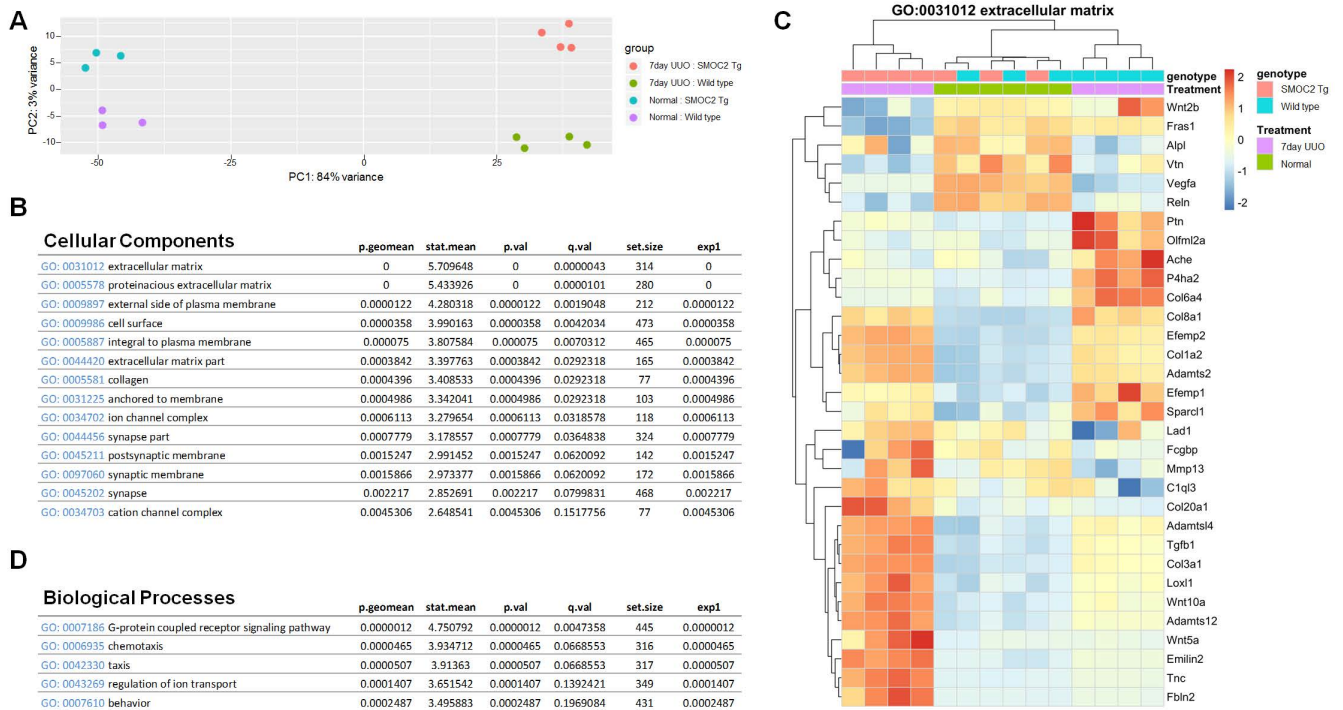 A
PC2: 3% variance
10
5
0
-5
-10
-50
-25
0
25
PC1: 84% variance
group
7day UUO : SMOC2 Tg
7day UUO : Wild type
Normal : SMOC2 Tg
Normal : Wild type
B
Cellular Components p.geomean stat.mean p.val q.val set.size exp1
GO: 0031012 extracellular matrix 0 5.709648 0 0.0000043 314 0
GO: 0005578 proteinacious extracellular matrix 0 5.433926 0 0.0000101 280 0
GO: 0009897 external side of plasma membrane 0.0000122 4.280318 0.0000122 0.0019048 212 0.0000122
GO: 0009986 cell surface 0.0000358 3.990163 0.0000358 0.0042034 473 0.0000358
GO: 0005887 integral to plasma membrane 0.000075 3.807584 0.000075 0.0070312 465 0.000075
GO: 0044420 extracellular matrix part 0.0003842 3.397763 0.0003842 0.0292318 165 0.0003842
GO: 0005581 collagen 0.0004396 3.408533 0.0004396 0.0292318 77 0.0004396
GO: 0031225 anchored to membrane 0.0004986 3.342041 0.0004986 0.0292318 103 0.0004986
GO: 0034702 ion channel complex 0.0006113 3.279654 0.0006113 0.0318578 118 0.0006113
GO: 0044456 synapse part 0.0007779 3.178557 0.0007779 0.0364838 324 0.0007779
GO: 0045211 postsynaptic membrane 0.0015247 2.991452 0.0015247 0.0620092 142 0.0015247
GO: 0097060 synaptic membrane 0.0015866 2.973377 0.0015866 0.0620092 172 0.0015866
GO: 0045202 synapse 0.002217 2.852691 0.002217 0.0799831 468 0.002217
GO: 0034703 cation channel complex 0.0045306 2.648541 0.0045306 0.1517756 77 0.0045306
D
Biological Processes p.geomean stat.mean p.val q.val set.size exp1
GO: 0007186 G-protein coupled receptor signaling pathway 0.0000012 4.750792 0.0000012 0.0047358 445 0.0000012
GO: 0006935 chemotaxis 0.0000465 3.934712 0.0000465 0.0668553 316 0.0000465
GO: 0042330 taxis 0.0000507 3.91363 0.0000507 0.0668553 317 0.0000507
GO: 0043269 regulation of ion transport 0.0001407 3.651542 0.0001407 0.1392421 349 0.0001407
GO: 0007610 behavior 0.0002487 3.495883 0.0002487 0.1969084 431 0.0002487
C
GO:0031012 extracellular matrix
genotype
Treatment
Wnt2b
Fras1
Alpl
Vtn
Vegfa
Reln
Ptn
Olfml2a
Ache
P4ha2
Col6a4
Col8a1
Efemp2
Col1a2
Adamts2
Efemp1
Sparcl1
Lad1
Fcgbp
Mmp13
C1ql3
Col20a1
Adamtsl4
Tgfb1
Col3a1
Loxl1
Wnt10a
Adamts12
Wnt5a
Emilin2
Tnc
Fbln2
2
1
0
-1
-2
genotype
SMOC2 Tg
Wild type
Treatment
7day UUO
Normal